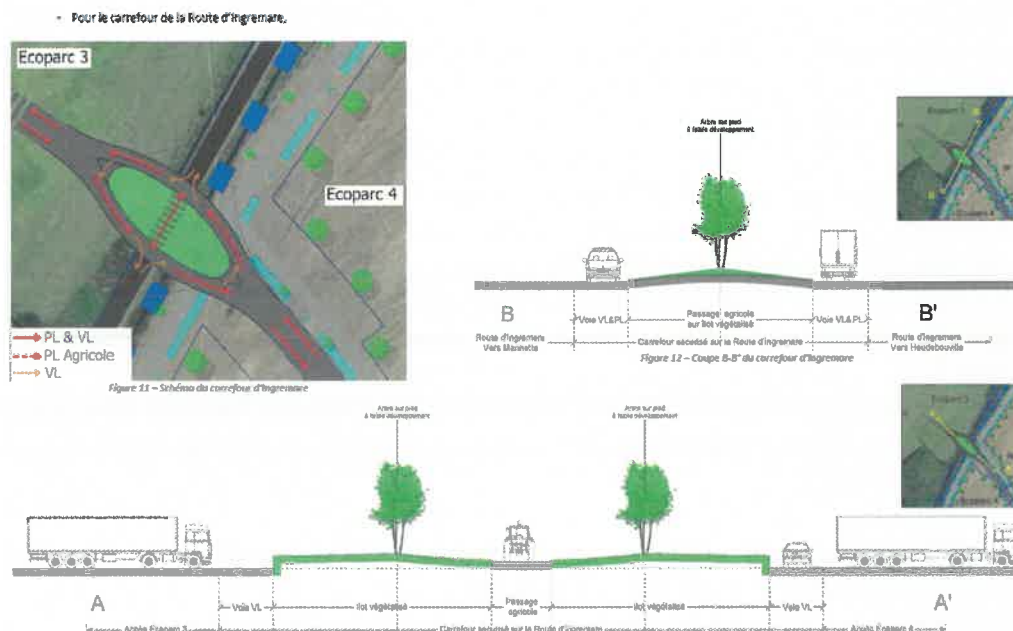 • Pour le carrefour de la Route d'Ingremare,
Ecoparc 3
Ecoparc 4
PL & VL
PL Agricole
VL
Figure 11 – Schéma du carrefour d'Ingremare
Arbre sur pied
à faible développement
B
B'
Voie VL&PL
Passage agricole
sur îlot végétalisé
Voie VL&PL
Route d'Ingremare
Vers
Carrefour sécurisé sur la Route d'Ingremare
Route d'Ingremare
Vers Heudebouville
Figure 12 – Coupe B-B' du carrefour d'Ingremare
Arbre sur pied
à faible développement
Arbre sur pied
à faible développement
A
A'
Voie VL
Ilot végétalisé
Passage
agricole
Ilot végétalisé
Voie VL
Accès Ecoparc 3
Carrefour sécurisé sur la Route d'Ingremare
Accès Ecoparc 4